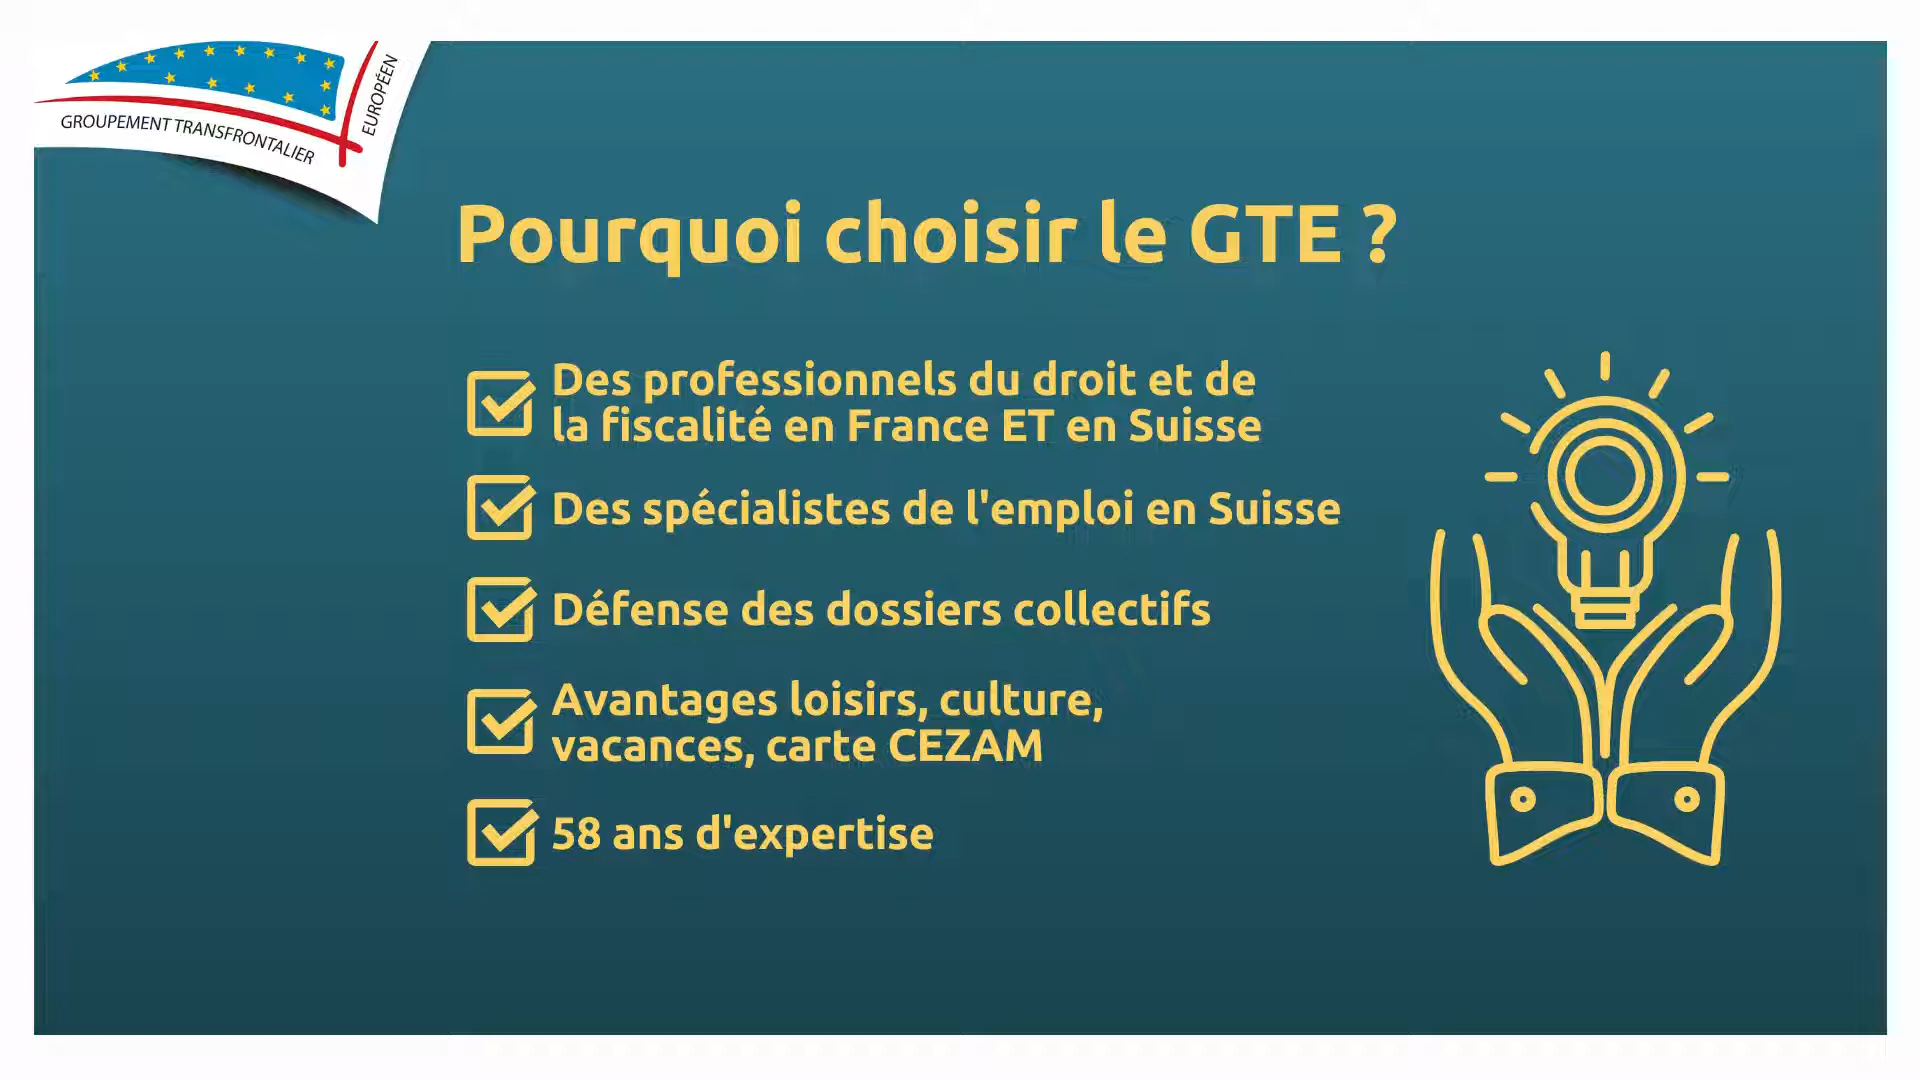 GROUPEMENT TRANSFRONTALIER
EUROPÉEN
Pourquoi choisir le GTE ?
Des professionnels du droit et de
la fiscalité en France ET en Suisse
Des spécialistes de l'emploi en Suisse
Défense des dossiers collectifs
Avantages loisirs, culture,
vacances, carte CEZAM
58 ans d'expertise